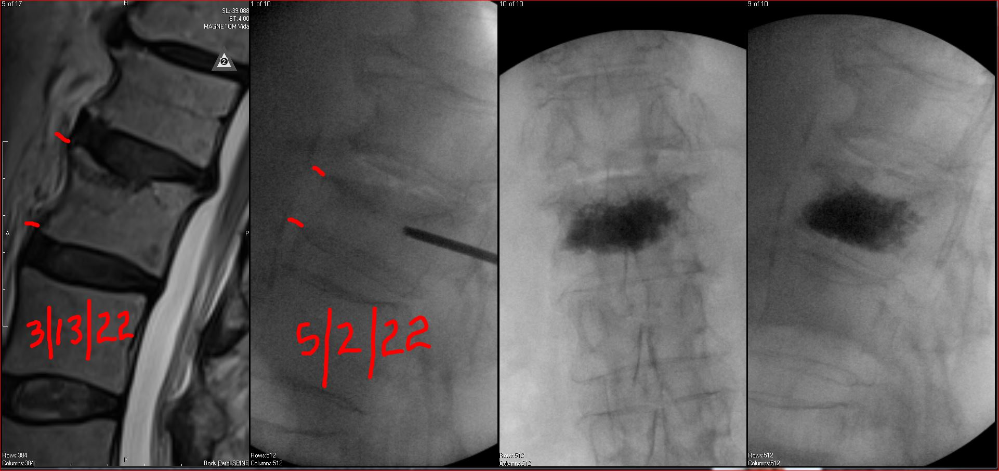 9 of 17
H
SL:-39.088
ST:4.00
MAGNETOM Vida
2
A
P
3|13|22
Rows:384
Columns:384
F
Body Part:LSPINE
1 of 10
5|2|22
Rows:512
Columns:512
10 of 10
Rows:512
Columns:512
9 of 10
Rows:512
Columns:512